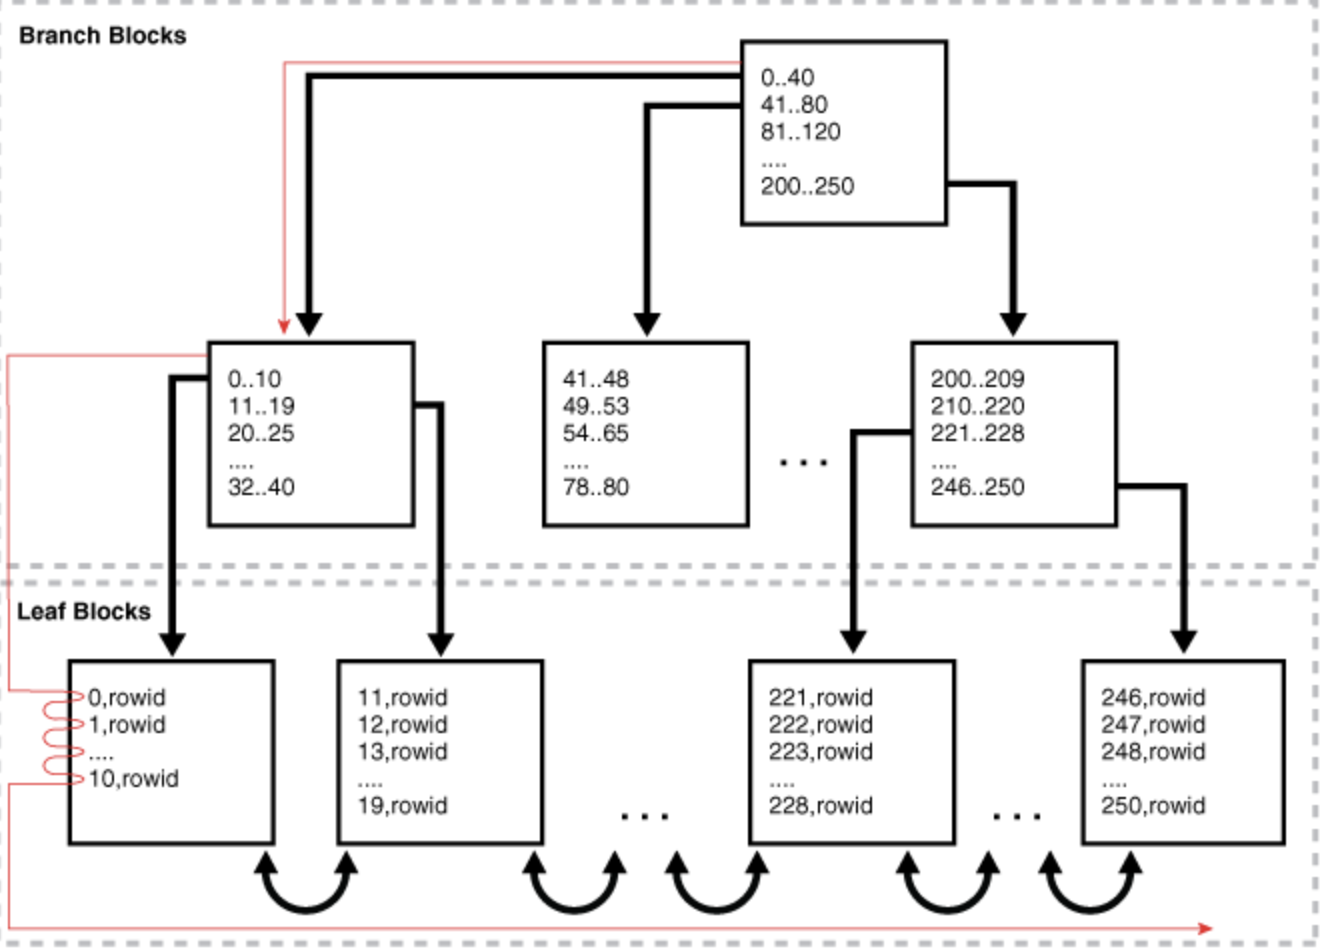 Branch Blocks
0..40
41..80
81..120
....
200..250
0..10
11..19
20..25
....
32..40
41..48
49..53
54..65
....
78..80
...
200..209
210..220
221..228
....
246..250
Leaf Blocks
0,rowid
1,rowid
....
10,rowid
11,rowid
12,rowid
13,rowid
....
19,rowid
...
221,rowid
222,rowid
223,rowid
....
228,rowid
...
246,rowid
247,rowid
248,rowid
....
250,rowid